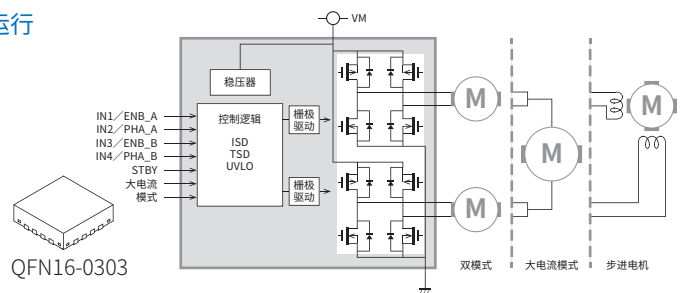 运行
VM
稳压器
IN1／ENB_A
IN2／PHA_A
IN3／ENB_B
IN4／PHA_B
STBY
大电流
模式
控制逻辑
ISD
TSD
UVLO
栅极
驱动
栅极
驱动
M
M
M
M
QFN16-0303
双模式
大电流模式
步进电机